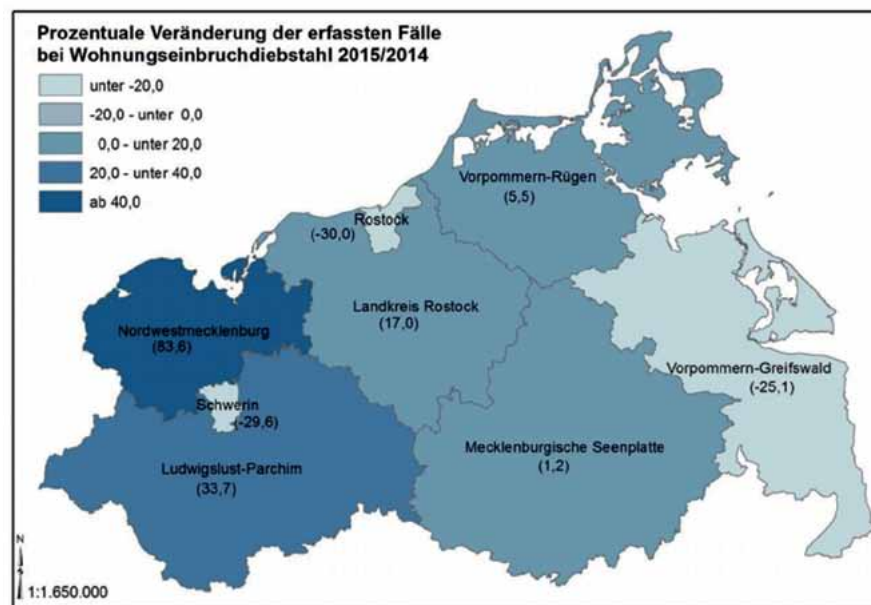 Prozentuale Veränderung der erfassten Fälle
bei Wohnungseinbruchdiebstahl 2015/2014
unter -20,0
-20,0 - unter 0,0
0,0 - unter 20,0
20,0 - unter 40,0
ab 40,0
Vorpommern-Rügen
(5,5)
Rostock
(-30,0)
Landkreis Rostock
(17,0)
Nordwestmecklenburg
(83,6)
Vorpommern-Greifswald
(-25,1)
Schwerin
(-29,6)
Mecklenburgische Seenplatte
(1,2)
Ludwigslust-Parchim
(33,7)
N
1:1.650.000